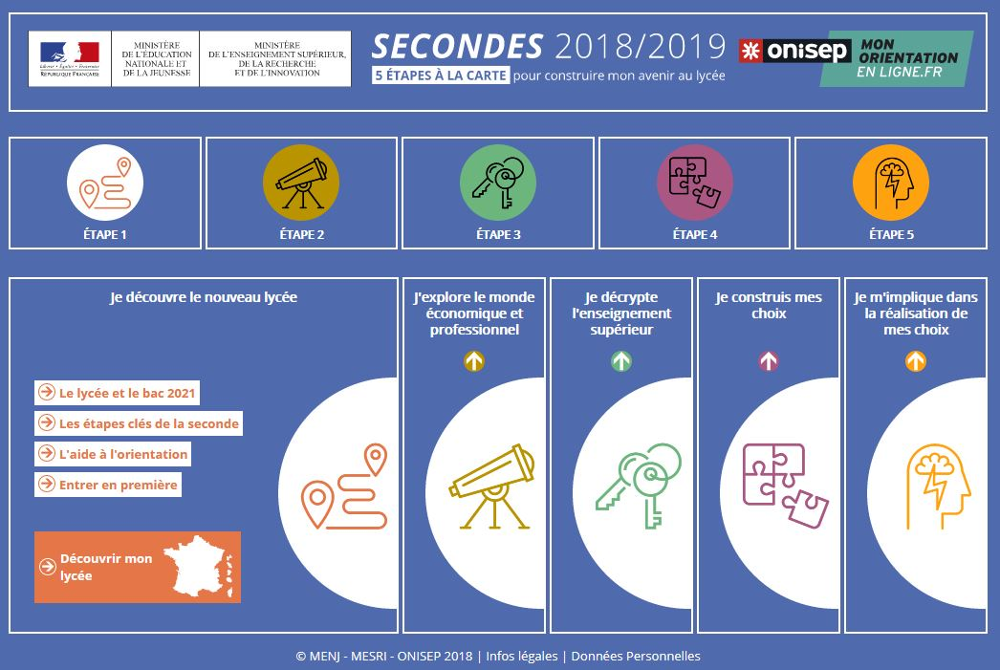 Liberté • Égalité • Fraternité
RÉPUBLIQUE FRANÇAISE
MINISTÈRE
DE L'ÉDUCATION
NATIONALE ET
DE LA JEUNESSE
MINISTÈRE
DE L'ENSEIGNEMENT SUPÉRIEUR,
DE LA RECHERCHE
ET DE L'INNOVATION
SECONDES 2018/2019
5 ÉTAPES À LA CARTE pour construire mon avenir au lycée
onisep
MON
ORIENTATION
EN LIGNE.FR
ÉTAPE 1
ÉTAPE 2
ÉTAPE 3
ÉTAPE 4
ÉTAPE 5
Je découvre le nouveau lycée
Le lycée et le bac 2021
Les étapes clés de la seconde
L'aide à l'orientation
Entrer en première
Découvrir mon
lycée
J'explore le monde
économique et
professionnel
Je décrypte
l'enseignement
supérieur
Je construis mes
choix
Je m'implique dans
la réalisation de
mes choix
© MENJ - MESRI - ONISEP 2018 | Infos légales | Données Personnelles